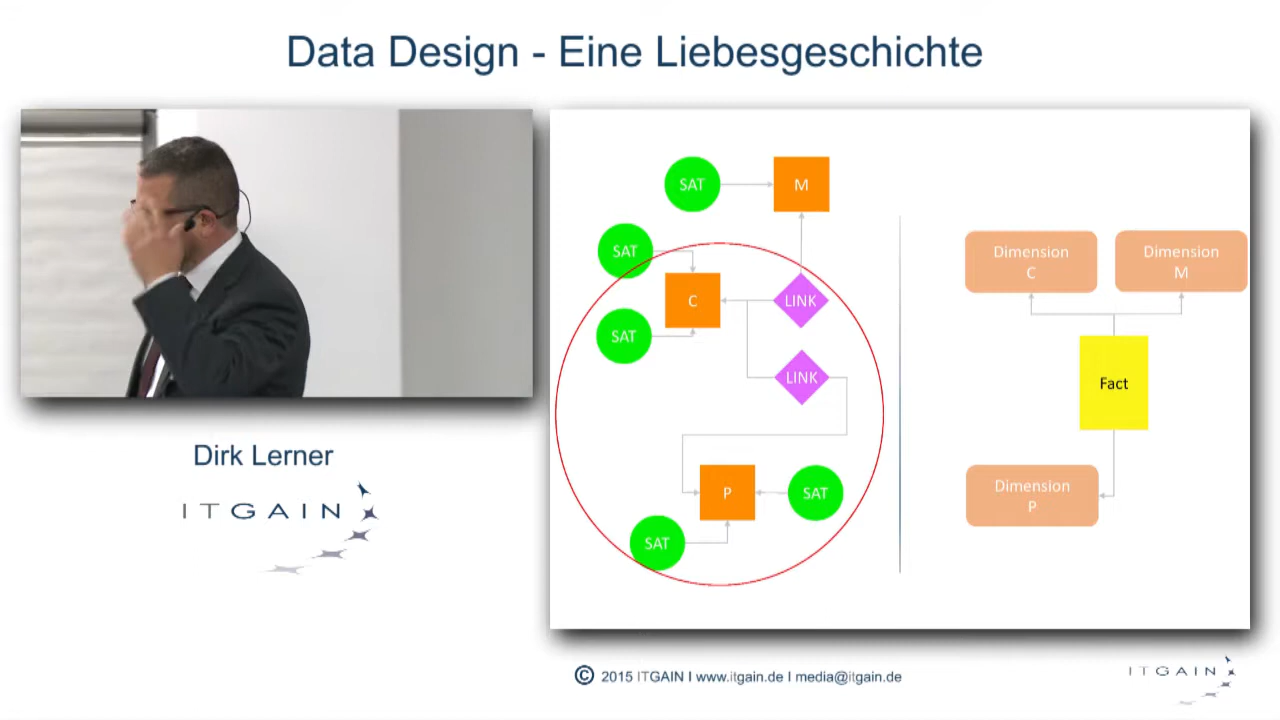 Data Design - Eine Liebesgeschichte
SAT
M
SAT
C
LINK
SAT
LINK
P
SAT
SAT
Dimension
C
Dimension
M
Fact
Dimension
P
Dirk Lerner
ITGAIN
© 2015 ITGAIN I www.itgain.de I media@itgain.de
ITGAIN